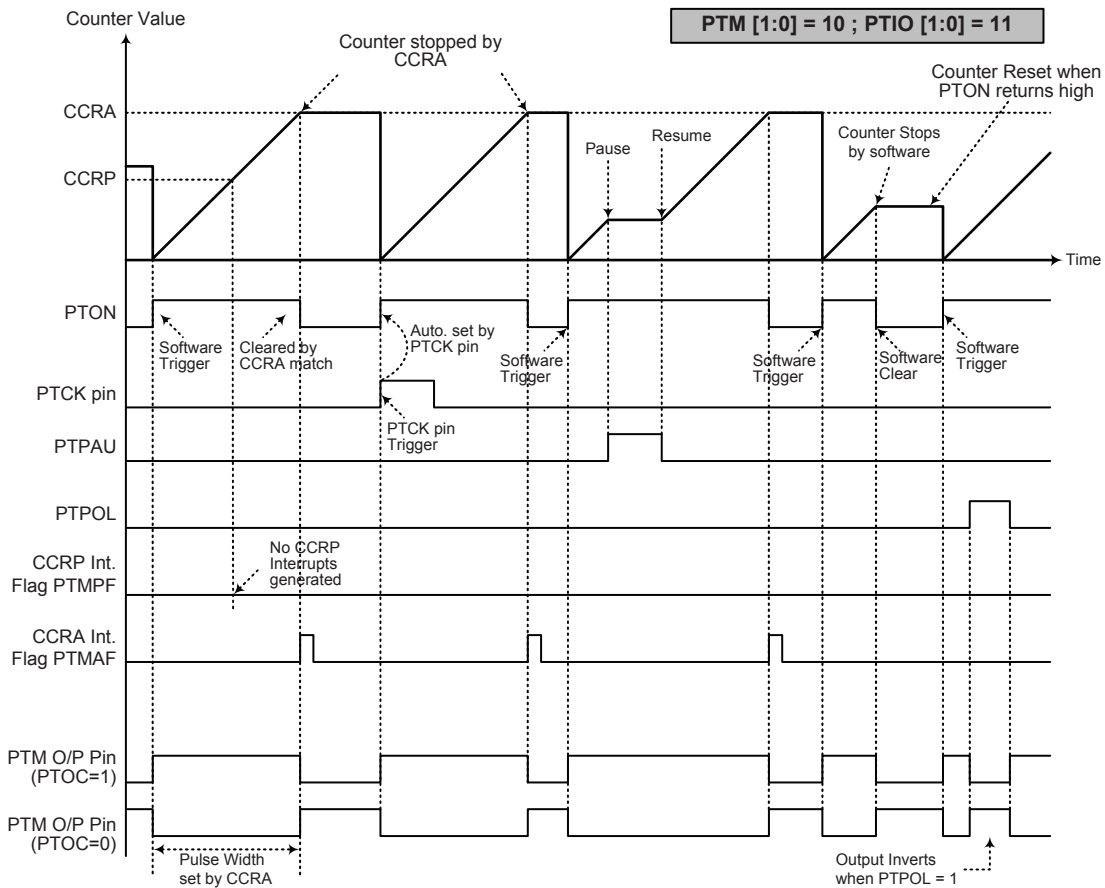 Counter Value
PTM [1:0] = 10 ; PTIO [1:0] = 11
Counter stopped by
CCRA
Counter Reset when
PTON returns high
CCRA
Pause
Resume
Counter Stops
by software
CCRP
Time
PTON
Software
Trigger
Cleared by
CCRA match
Auto. set by
PTCK pin
Software
Trigger
Software
Trigger
Software
Clear
Software
Trigger
PTCK pin
PTCK pin
Trigger
PTPAU
PTPOL
CCRP Int.
Flag PTMPF
No CCRP
Interrupts
generated
CCRA Int.
Flag PTMAF
PTM O/P Pin
(PTOC=1)
PTM O/P Pin
(PTOC=0)
Pulse Width
set by CCRA
Output Inverts
when PTPOL = 1